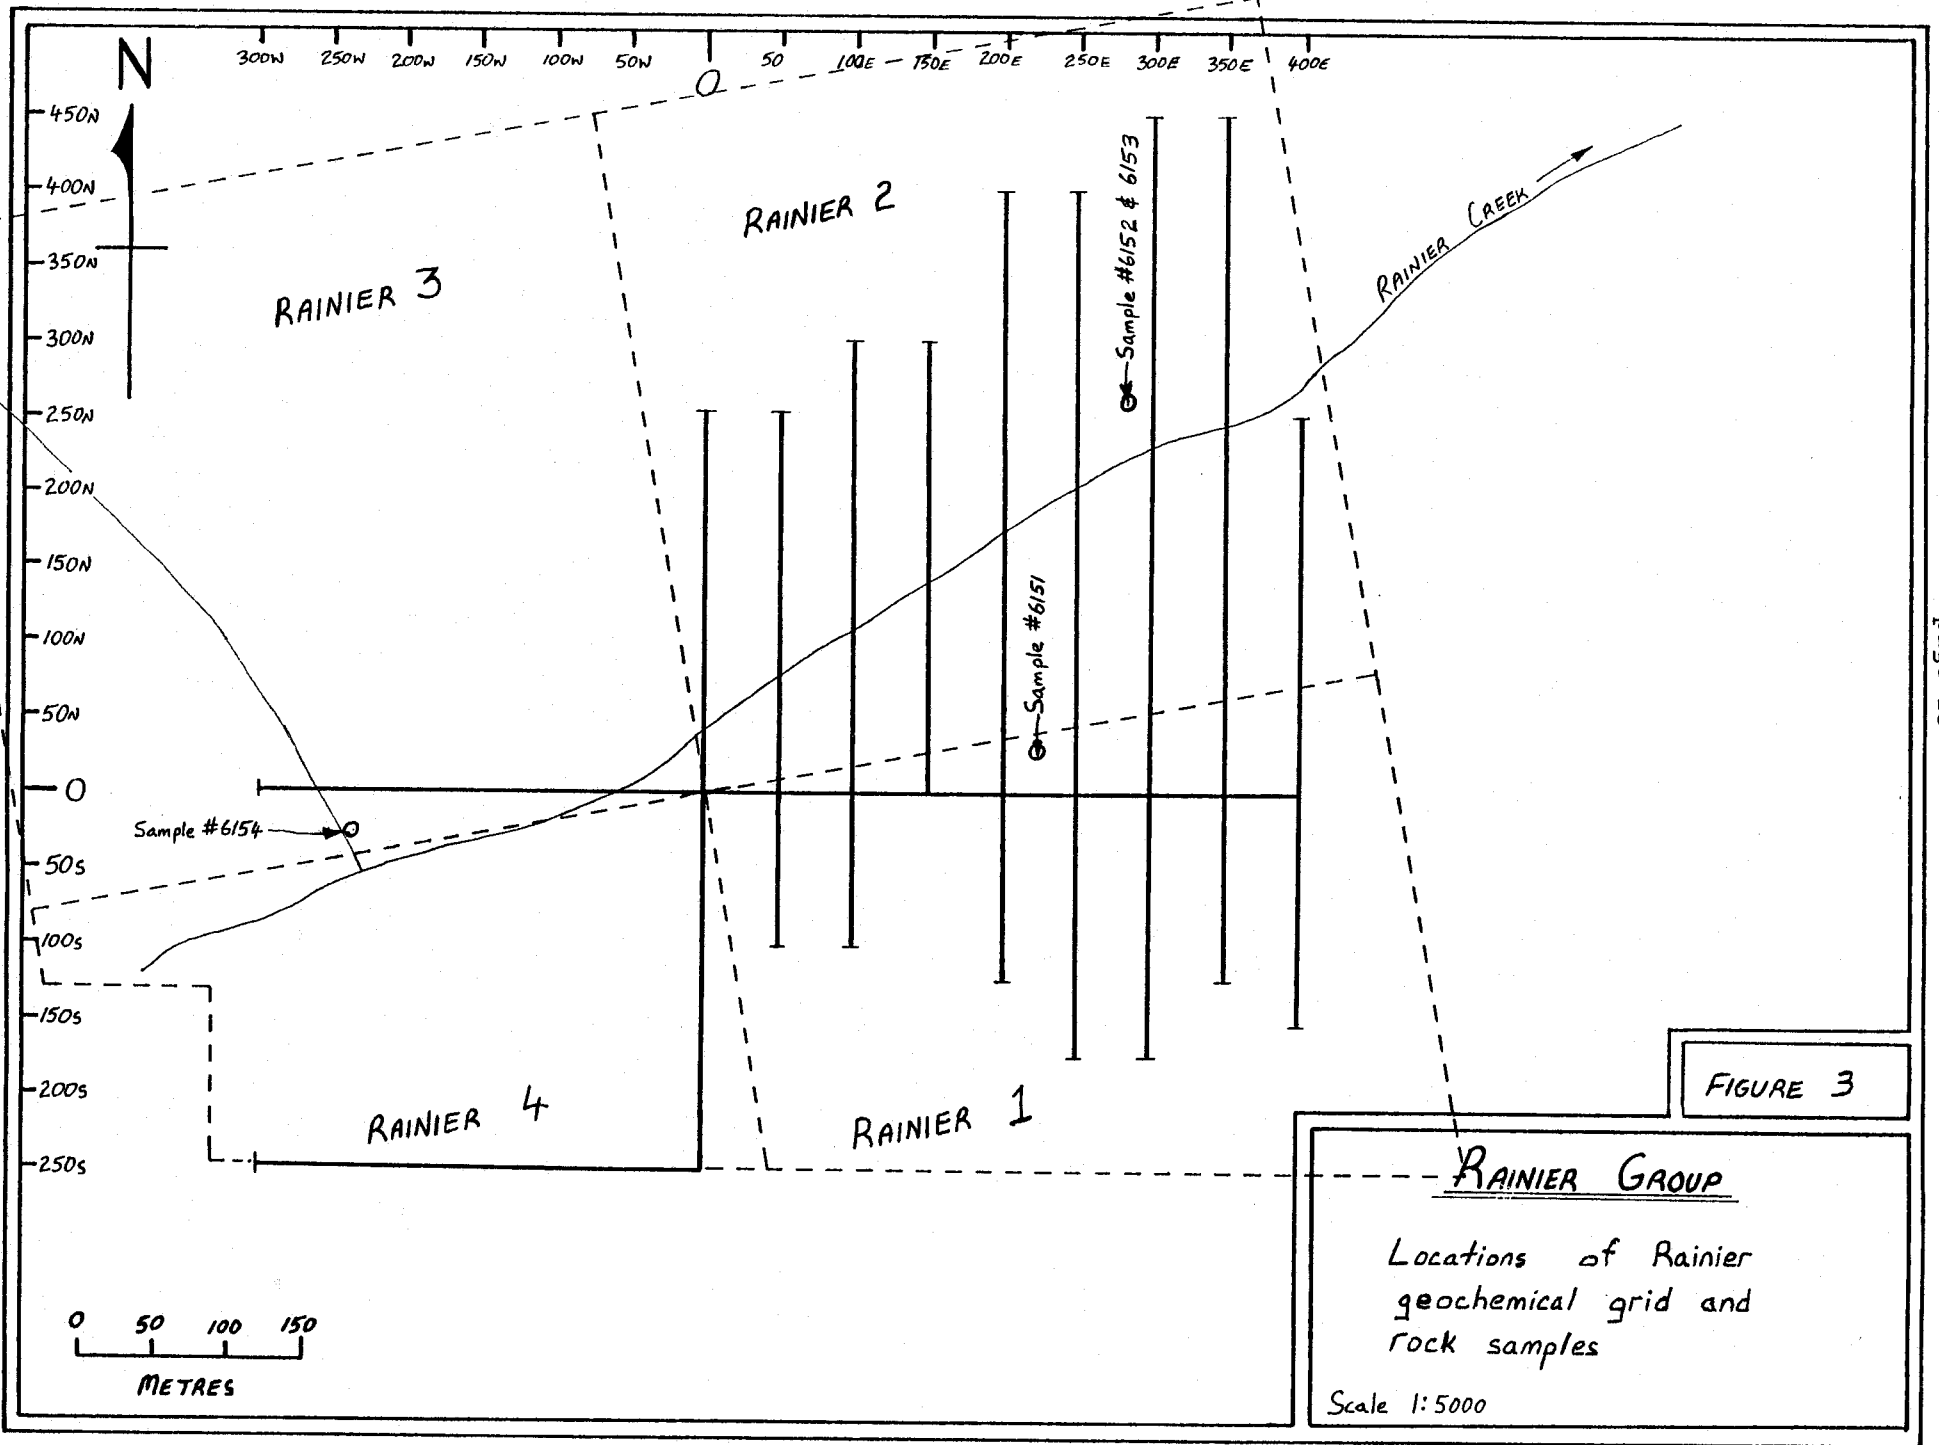 N
300W 250W 200W 150W 100W 50W 0 50 100E 150E 200E 250E 300E 350E 400E
450N
400N
350N
300N
250N
200N
150N
100N
50N
0
50S
100S
150S
200S
250S
RAINIER 3
RAINIER 2
Sample #6152 & 6153
RAINIER CREEK
Sample #6151
Sample #6154
RAINIER 4
RAINIER 1
FIGURE 3
RAINIER GROUP
Locations of Rainier
geochemical grid and
rock samples
Scale 1:5000
0 50 100 150
METRES